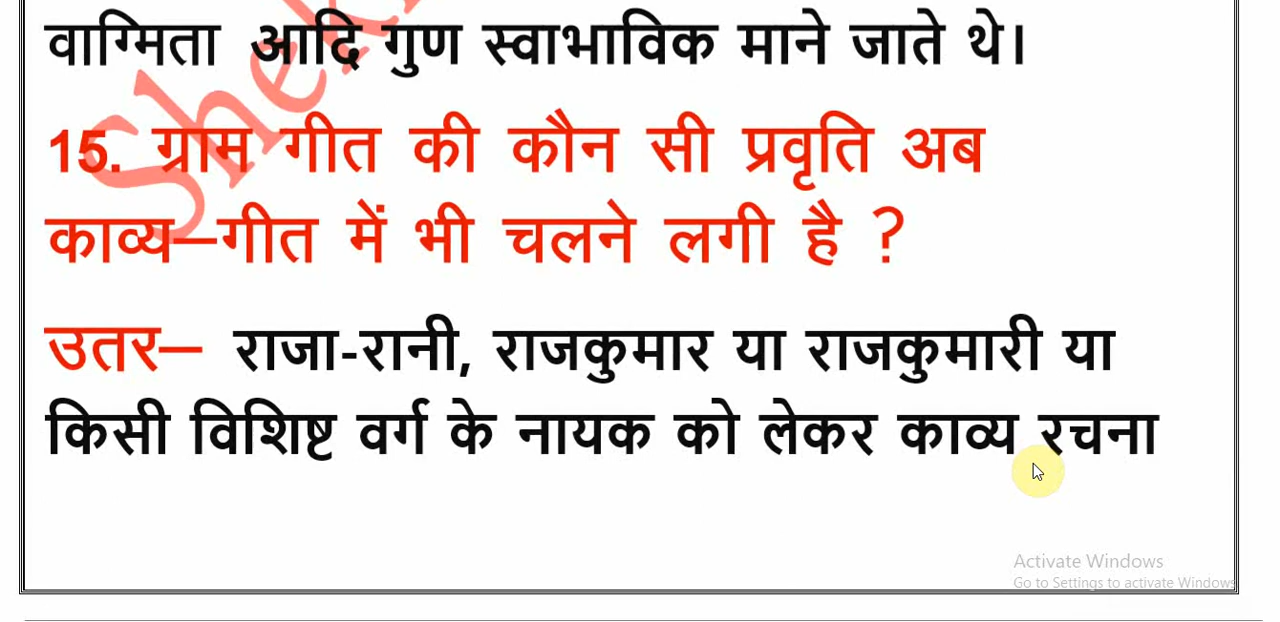 वाग्मिता आदि गुण स्वाभाविक माने जाते थे।
15. ग्राम गीत की कौन सी प्रवृति अब
काव्य–गीत में भी चलने लगी है ?
उतर– राजा-रानी, राजकुमार या राजकुमारी या
किसी विशिष्ट वर्ग के नायक को लेकर काव्य रचना
Activate Windows
Go to Settings to activate Windows